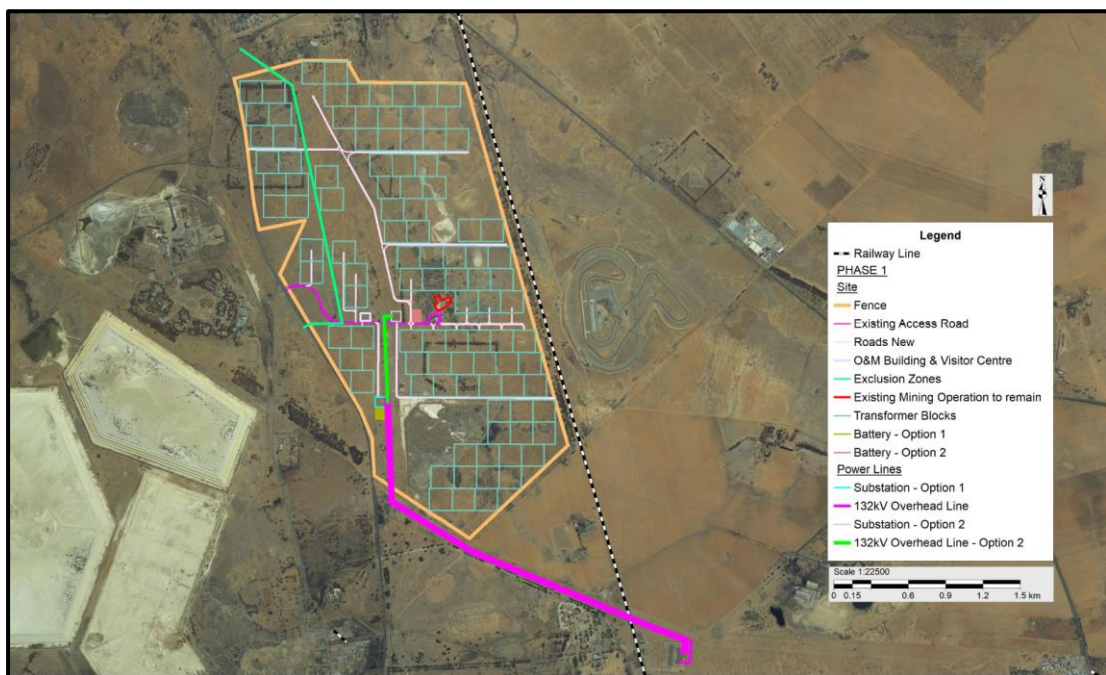 N
Legend
Railway Line
PHASE 1
Site
Fence
Existing Access Road
Roads New
O&M Building & Visitor Centre
Exclusion Zones
Existing Mining Operation to remain
Transformer Blocks
Battery - Option 1
Battery - Option 2
Power Lines
Substation - Option 1
132kV Overhead Line
Substation - Option 2
132kV Overhead Line - Option 2
Scale 1:22500
0 0.15 0.6 0.9 1.2 1.5 km